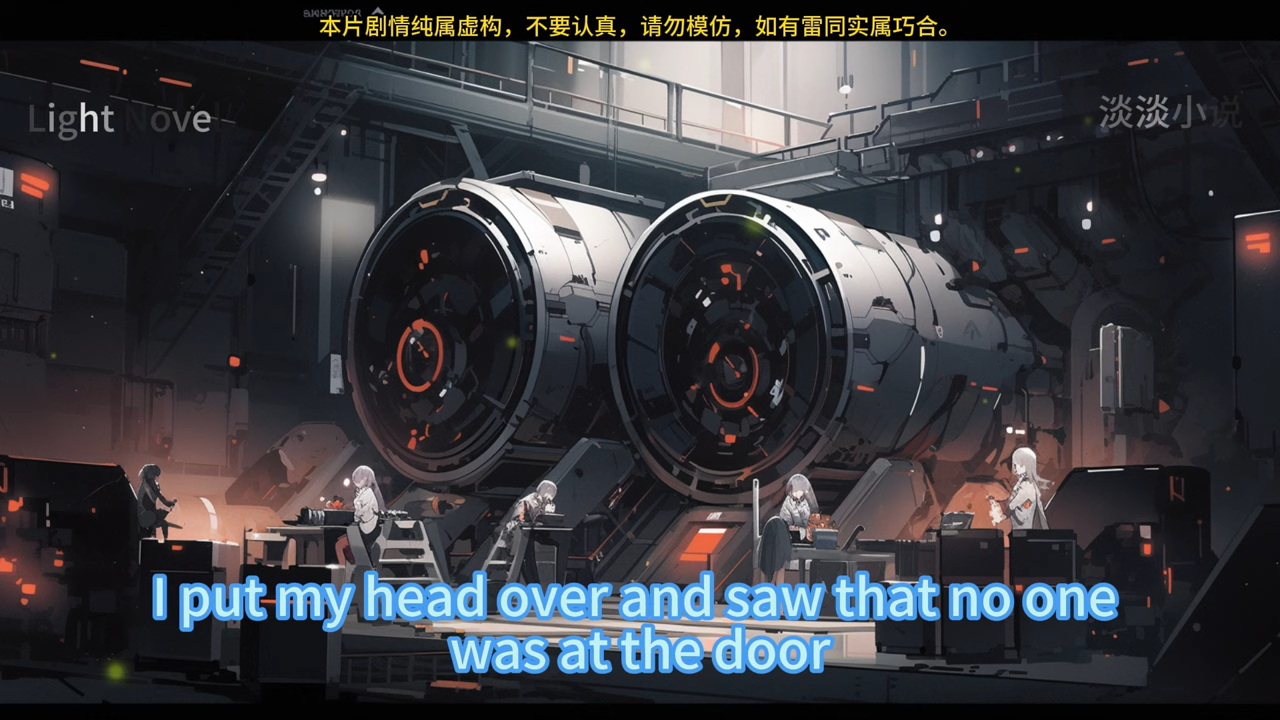 本片剧情纯属虚构，不要认真，请勿模仿，如有雷同实属巧合。
Light Novel
淡淡小说
I put my head over and saw that no one
was at the door